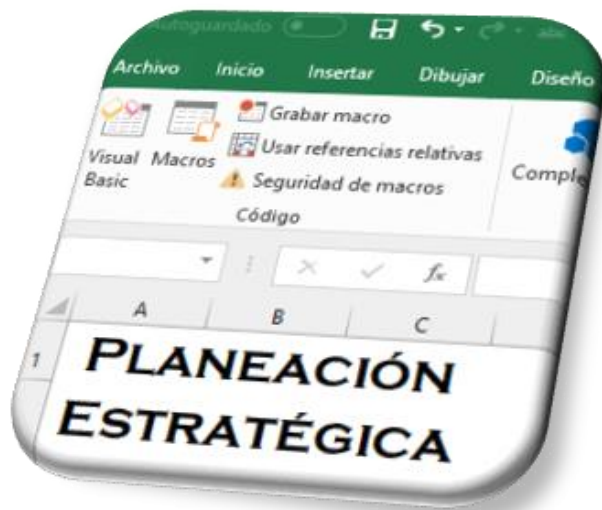 Autoguardado
Archivo Inicio Insertar Dibujar Diseño
Grabar macro
Usar referencias relativas
Seguridad de macros
Visual Basic
Macros
Código
fx
A B C
1
PLANEACIÓN
ESTRATÉGICA